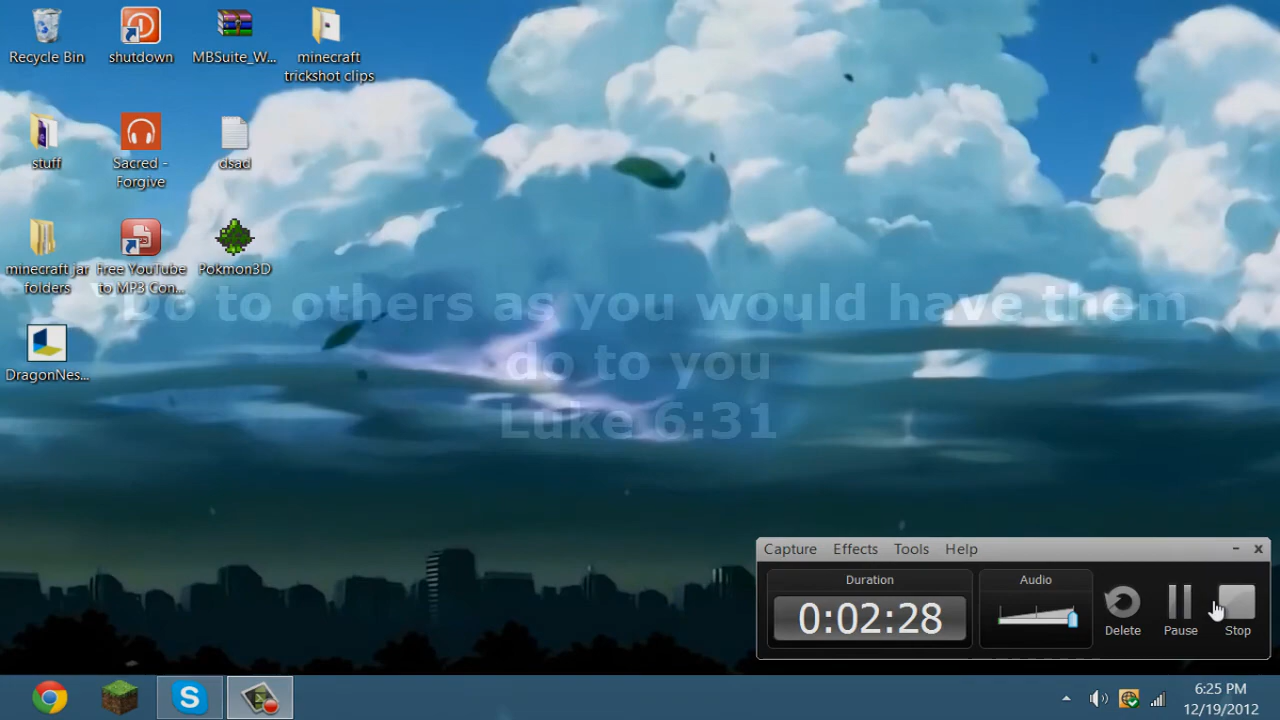 Recycle Bin
shutdown
MBSuite_W...
minecraft
trickshot clips
stuff
Sacred -
Forgive
dsad
minecraft jar
folders
Free YouTube
to MP3 Con...
Pokmon3D
DragonNes...
Do to others as you would have them
do to you
Luke 6:31
Capture Effects Tools Help
Duration
0:02:28
Audio
Delete
Pause
Stop
S
6:25 PM
12/19/2012